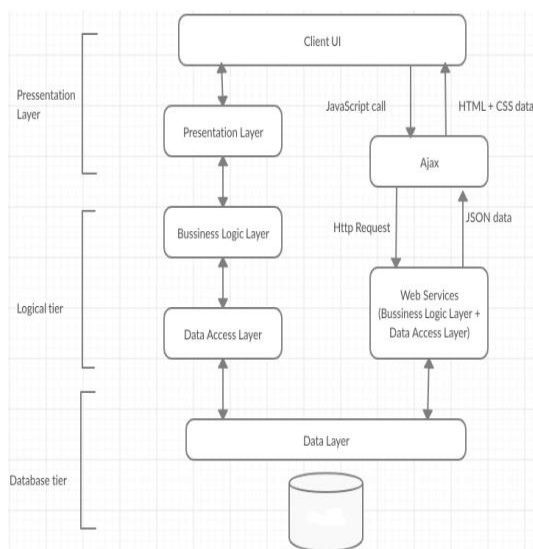 Client UI
Pressentation
Layer
JavaScript call
HTML + CSS data
Presentation Layer
Ajax
Bussiness Logic Layer
Http Request
JSON data
Logical tier
Web Services
(Bussiness Logic Layer +
Data Access Layer)
Data Access Layer
Data Layer
Database tier